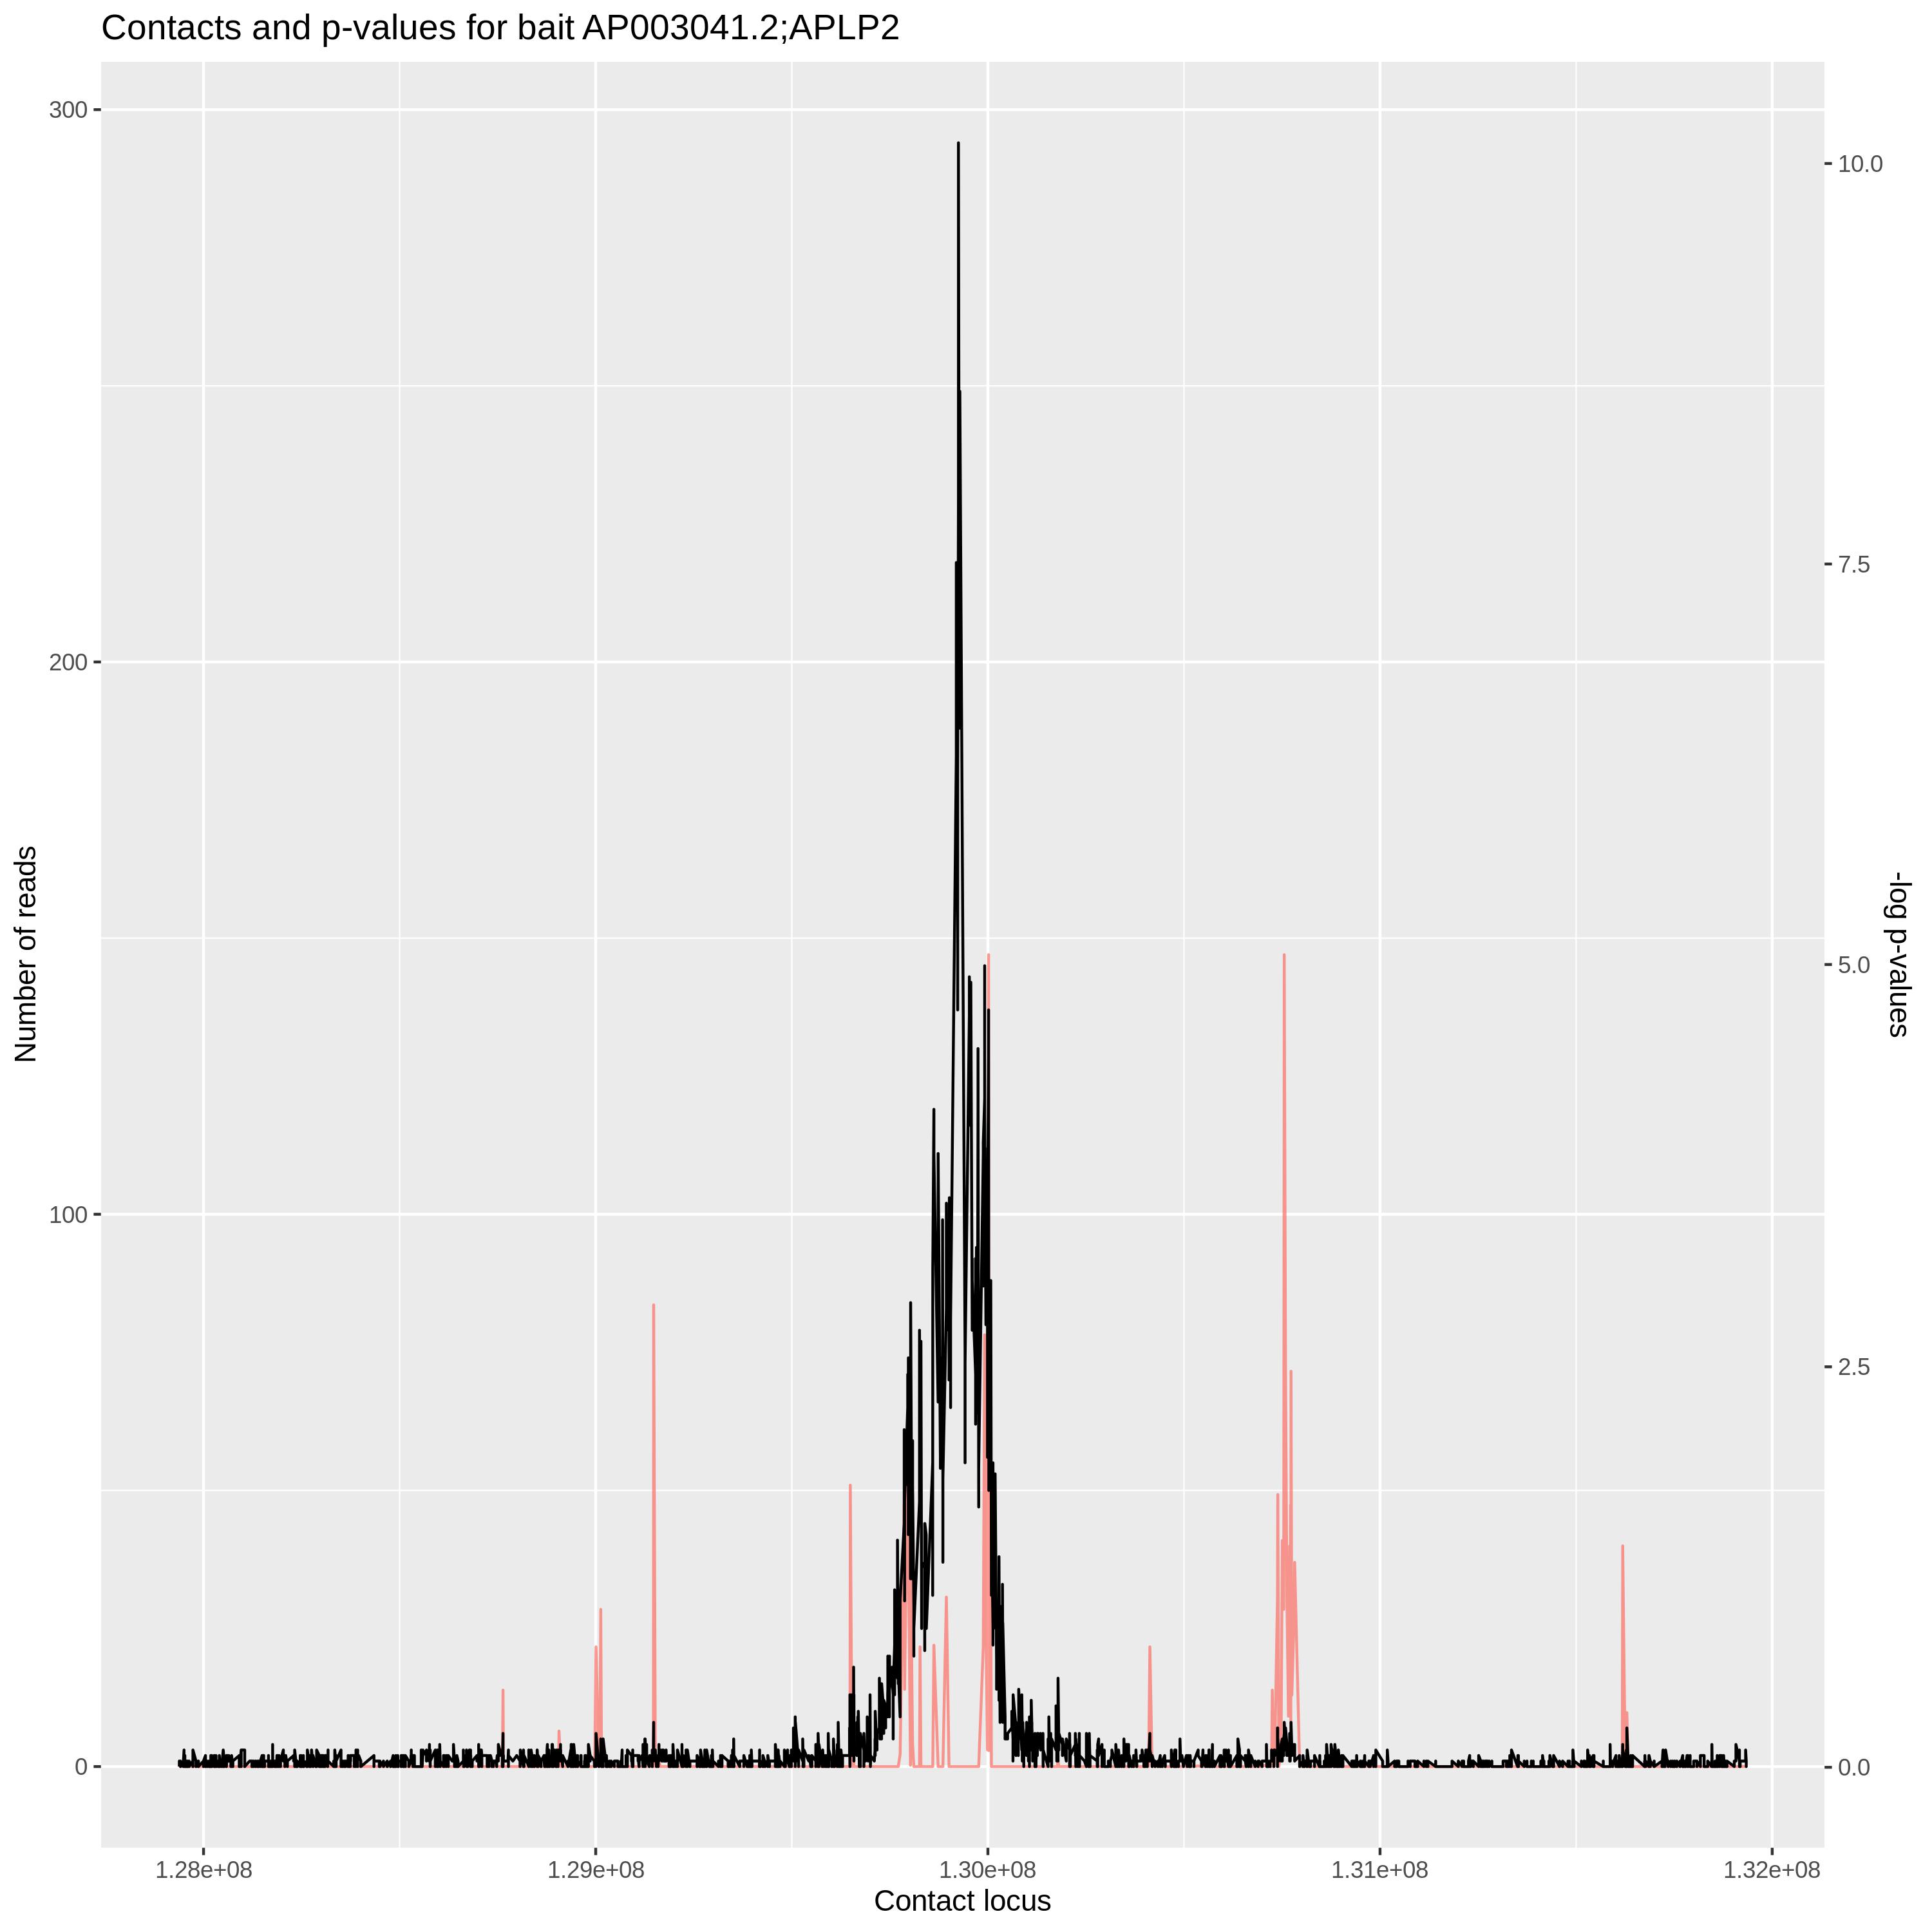 Contacts and p-values for bait AP003041.2;APLP2
300
200
100
0
Number of reads
10.0
7.5
5.0
2.5
0.0
-log p-values
1.28e+08
1.29e+08
1.30e+08
1.31e+08
1.32e+08
Contact locus